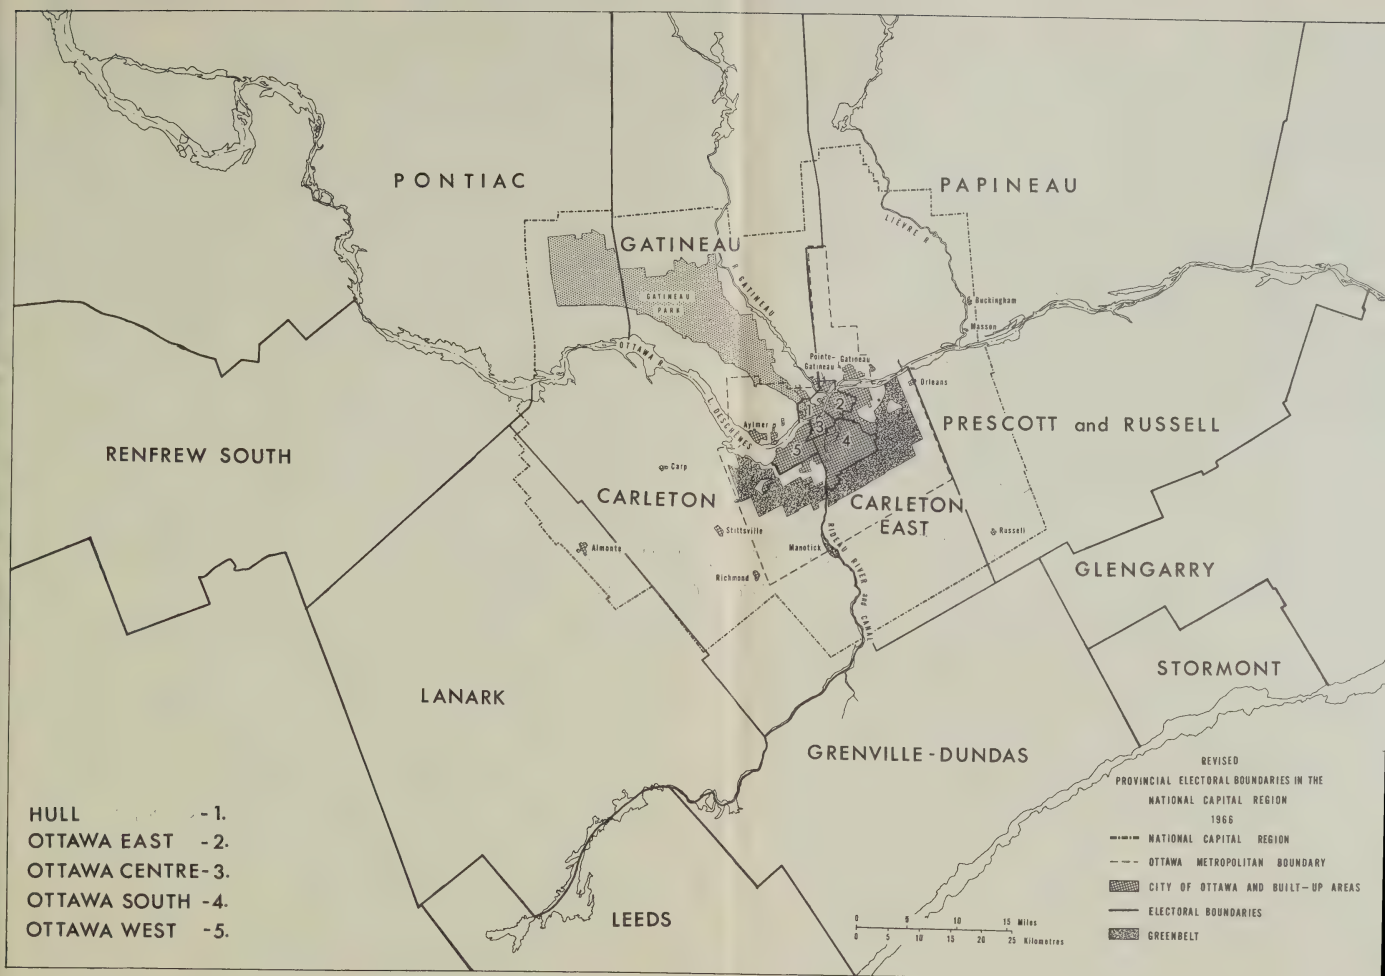 PONTIAC
PAPINEAU
LIEVRE R.
GATINEAU
R. GATINEAU
GATINEAU
PARK
Buckingham
Masson
OTTAWA R.
Pointe-
Gatineau
Gatineau
Orleans
L. DESCHENES
Aylmer
1
2
3
4
5
PRESCOTT and RUSSELL
RENFREW SOUTH
Carp
CARLETON
CARLETON
EAST
Stittsville
Russell
Almonte
Manotick
RIDEAU RIVER and CANAL
Richmond
GLENGARRY
STORMONT
LANARK
GRENVILLE-DUNDAS
LEEDS
HULL -1.
OTTAWA EAST -2.
OTTAWA CENTRE-3.
OTTAWA SOUTH -4.
OTTAWA WEST -5.
REVISED
PROVINCIAL ELECTORAL BOUNDARIES IN THE
NATIONAL CAPITAL REGION
1966
NATIONAL CAPITAL REGION
OTTAWA METROPOLITAN BOUNDARY
CITY OF OTTAWA AND BUILT-UP AREAS
ELECTORAL BOUNDARIES
GREENBELT
0 5 10 15 Miles
0 5 10 15 20 25 Kilometres